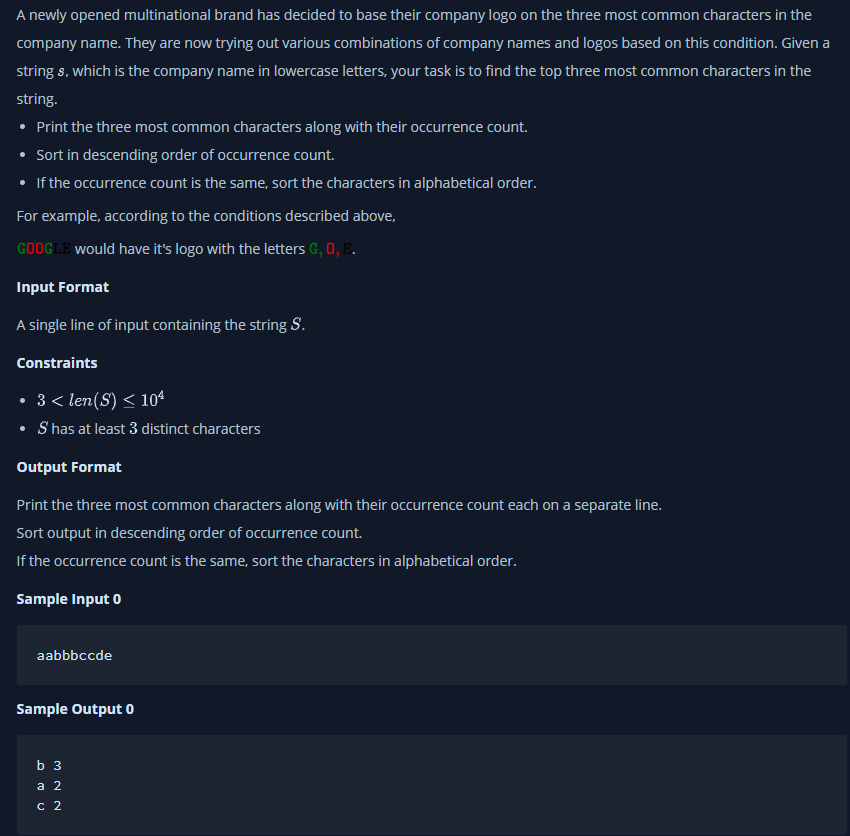 A newly opened multinational brand has decided to base their company logo on the three most common characters in the
company name. They are now trying out various combinations of company names and logos based on this condition. Given a
string s, which is the company name in lowercase letters, your task is to find the top three most common characters in the
string.
• Print the three most common characters along with their occurrence count.
• Sort in descending order of occurrence count.
• If the occurrence count is the same, sort the characters in alphabetical order.
For example, according to the conditions described above,
GOOGLE would have it's logo with the letters G, O, E.
Input Format
A single line of input containing the string S.
Constraints
• 3 < len(S) ≤ 10⁴
• S has at least 3 distinct characters
Output Format
Print the three most common characters along with their occurrence count each on a separate line.
Sort output in descending order of occurrence count.
If the occurrence count is the same, sort the characters in alphabetical order.
Sample Input 0
aabbbccde
Sample Output 0
b 3
a 2
c 2